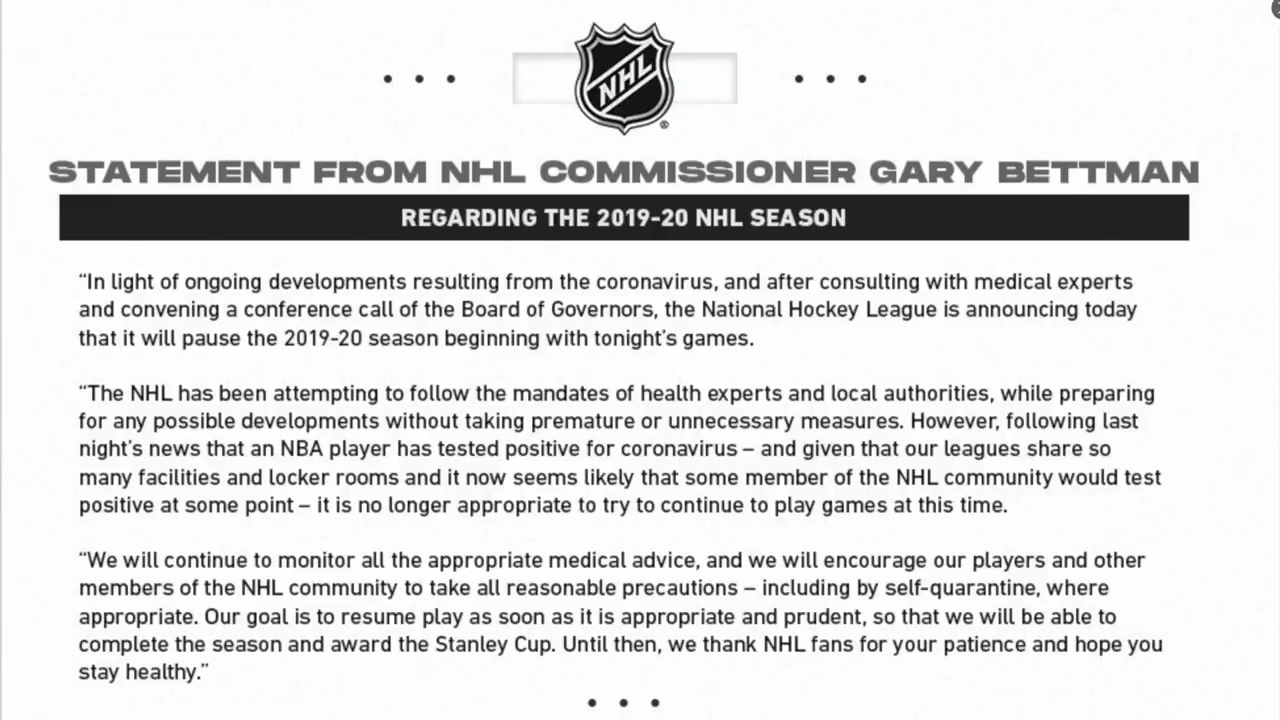 NHL
®
STATEMENT FROM NHL COMMISSIONER GARY BETTMAN
REGARDING THE 2019-20 NHL SEASON
“In light of ongoing developments resulting from the coronavirus, and after consulting with medical experts
and convening a conference call of the Board of Governors, the National Hockey League is announcing today
that it will pause the 2019-20 season beginning with tonight’s games.
“The NHL has been attempting to follow the mandates of health experts and local authorities, while preparing
for any possible developments without taking premature or unnecessary measures. However, following last
night’s news that an NBA player has tested positive for coronavirus – and given that our leagues share so
many facilities and locker rooms and it now seems likely that some member of the NHL community would test
positive at some point – it is no longer appropriate to try to continue to play games at this time.
“We will continue to monitor all the appropriate medical advice, and we will encourage our players and other
members of the NHL community to take all reasonable precautions – including by self-quarantine, where
appropriate. Our goal is to resume play as soon as it is appropriate and prudent, so that we will be able to
complete the season and award the Stanley Cup. Until then, we thank NHL fans for your patience and hope you
stay healthy.”